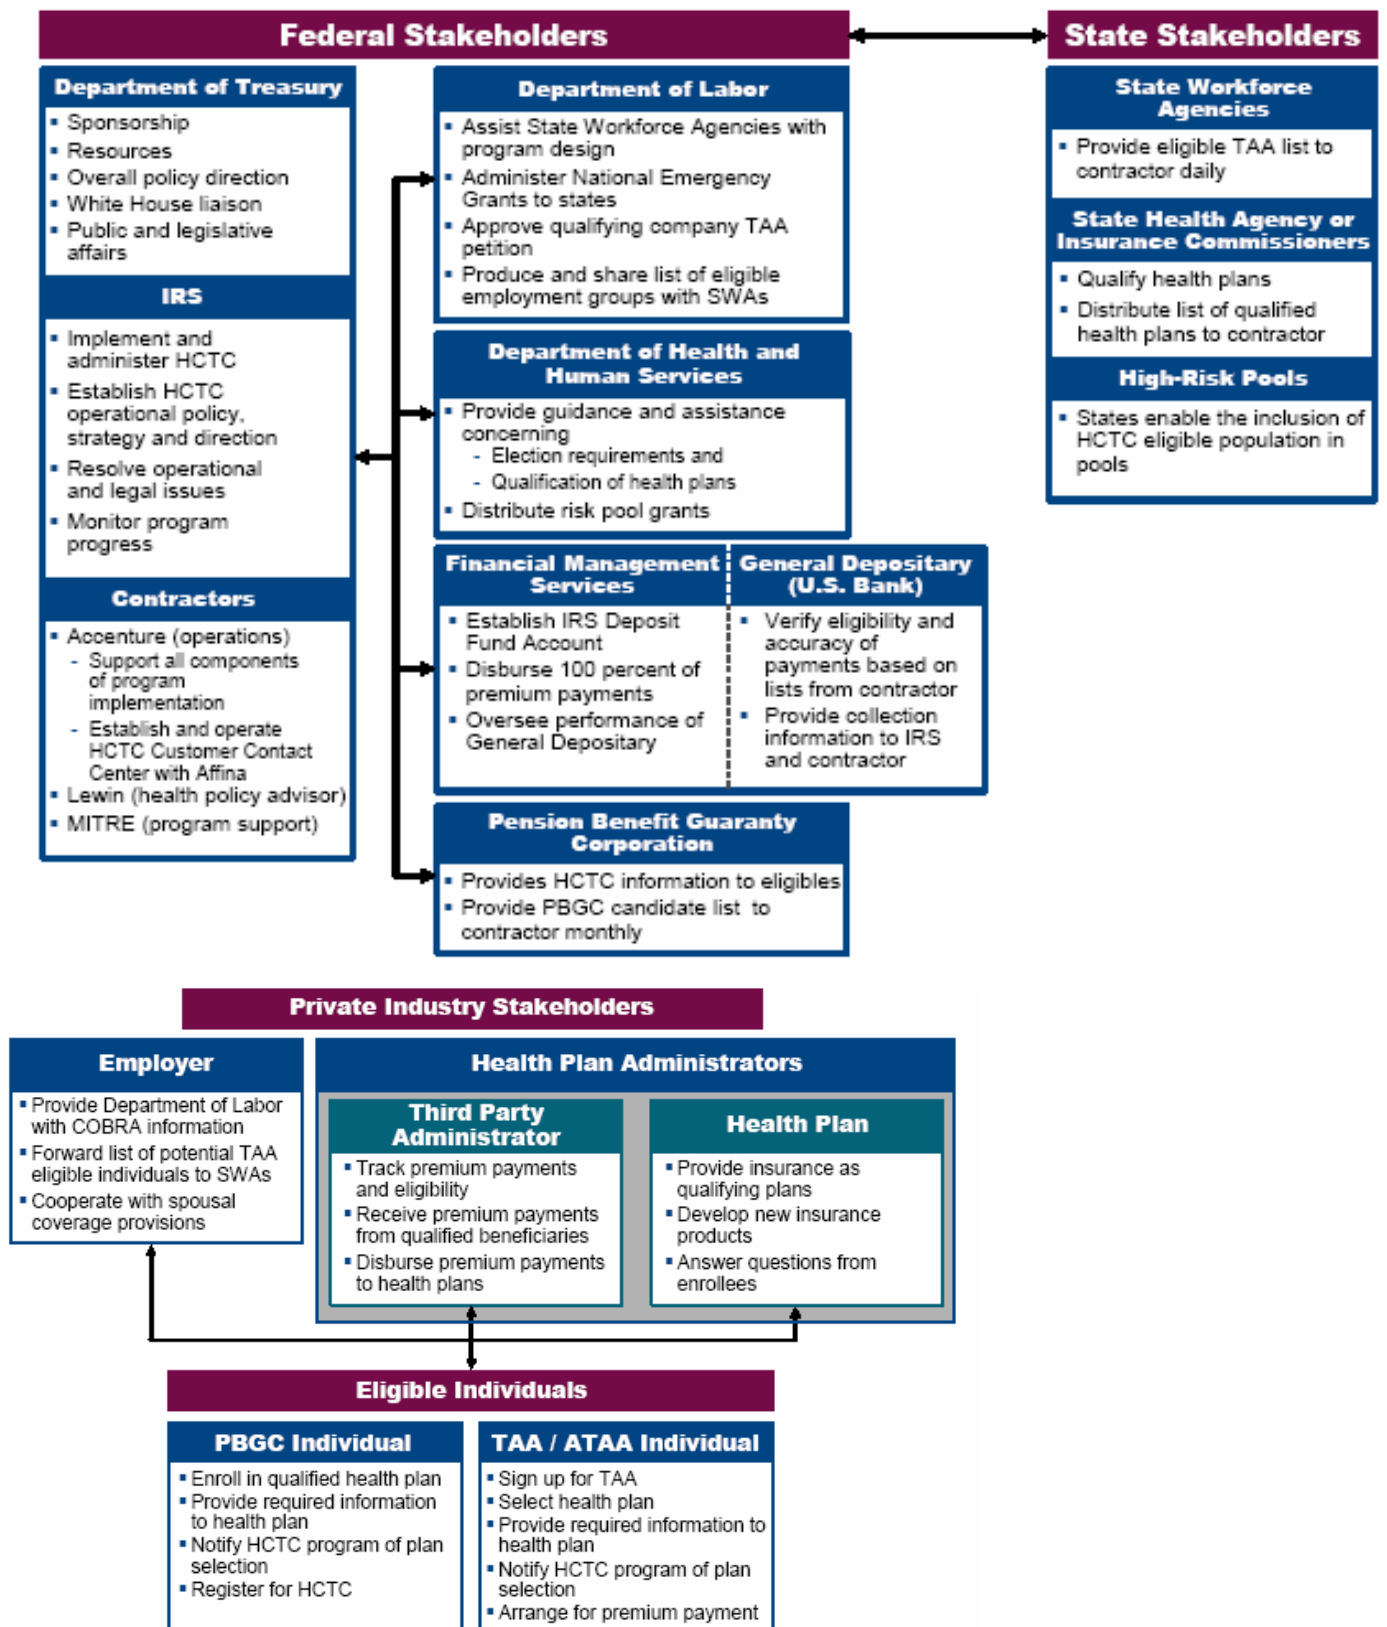 Federal Stakeholders
State Stakeholders
Department of Treasury
▪ Sponsorship
▪ Resources
▪ Overall policy direction
▪ White House liaison
▪ Public and legislative
affairs
IRS
▪ Implement and
administer HCTC
▪ Establish HCTC
operational policy,
strategy and direction
▪ Resolve operational
and legal issues
▪ Monitor program
progress
Contractors
▪ Accenture (operations)
- Support all components
of program
implementation
- Establish and operate
HCTC Customer Contact
Center with Affina
▪ Lewin (health policy advisor)
▪ MITRE (program support)
Department of Labor
▪ Assist State Workforce Agencies with
program design
▪ Administer National Emergency
Grants to states
▪ Approve qualifying company TAA
petition
▪ Produce and share list of eligible
employment groups with SWAs
Department of Health and
Human Services
▪ Provide guidance and assistance
concerning
- Election requirements and
- Qualification of health plans
▪ Distribute risk pool grants
Financial Management
Services
▪ Establish IRS Deposit
Fund Account
▪ Disburse 100 percent of
premium payments
▪ Oversee performance of
General Depositary
General Depositary
(U.S. Bank)
▪ Verify eligibility and
accuracy of
payments based on
lists from contractor
▪ Provide collection
information to IRS
and contractor
Pension Benefit Guaranty
Corporation
▪ Provides HCTC information to eligibles
▪ Provide PBGC candidate list to
contractor monthly
State Workforce
Agencies
▪ Provide eligible TAA list to
contractor daily
State Health Agency or
Insurance Commissioners
▪ Qualify health plans
▪ Distribute list of qualified
health plans to contractor
High-Risk Pools
▪ States enable the inclusion of
HCTC eligible population in
pools
Private Industry Stakeholders
Employer
▪ Provide Department of Labor
with COBRA information
▪ Forward list of potential TAA
eligible individuals to SWAs
▪ Cooperate with spousal
coverage provisions
Health Plan Administrators
Third Party
Administrator
▪ Track premium payments
and eligibility
▪ Receive premium payments
from qualified beneficiaries
▪ Disburse premium payments
to health plans
Health Plan
▪ Provide insurance as
qualifying plans
▪ Develop new insurance
products
▪ Answer questions from
enrollees
Eligible Individuals
PBGC Individual
▪ Enroll in qualified health plan
▪ Provide required information
to health plan
▪ Notify HCTC program of plan
selection
▪ Register for HCTC
TAA / ATAA Individual
▪ Sign up for TAA
▪ Select health plan
▪ Provide required information to
health plan
▪ Notify HCTC program of plan
selection
▪ Arrange for premium payment